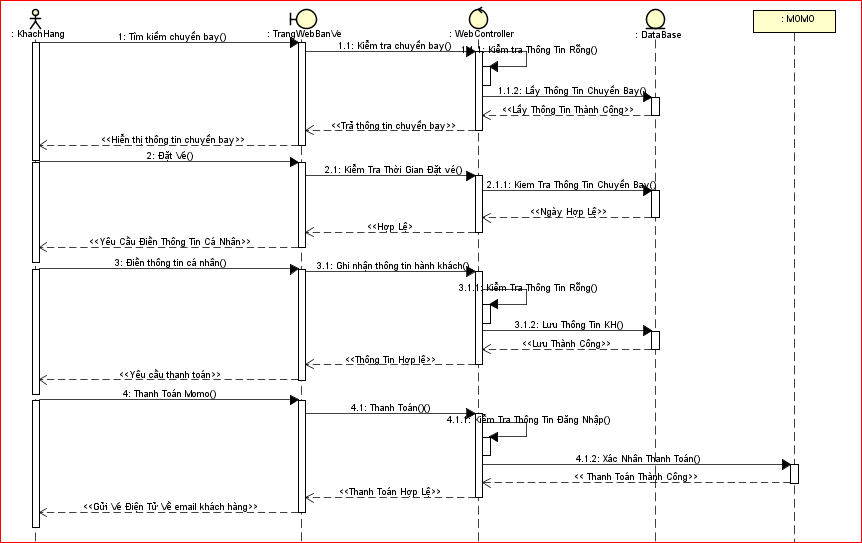 : KhachHang
: TrangWebBanVe
: WebController
: DataBase
: MOMO
1: Tìm kiếm chuyến bay()
1.1: Kiểm tra chuyến bay()
1.1.1: Kiểm tra Thông Tin Rỗng()
1.1.2: Lấy Thông Tin Chuyến Bay()
<<Lấy Thông Tin Thành Công>>
<<Trả thông tin chuyến bay>>
<<Hiển thị thông tin chuyến bay>>
2: Đặt Vé()
2.1: Kiểm Tra Thời Gian Đặt vé()
2.1.1: Kiem Tra Thông Tin Chuyến Bay()
<<Ngày Hợp Lệ>>
<<Hợp Lệ>
<<Yêu Cầu Điền Thông Tin Cá Nhân>>
3: Điền thông tin cá nhân()
3.1: Ghi nhận thông tin hành khách()
3.1.1: Kiểm Tra Thông Tin Rỗng()
3.1.2: Lưu Thông Tin KH()
<<Lưu Thành Công>>
<<Thông Tin Hợp lệ>>
<<Yêu cầu thanh toán>>
4: Thanh Toán Momo()
4.1: Thanh Toán()()
4.1.1: Kiểm Tra Thông Tin Đăng Nhập()
4.1.2: Xác Nhân Thanh Toán()
<< Thanh Toán Thành Công>>
<<Thanh Toán Hợp Lệ>>
<<Gửi Vé Điện Tử Về email khách hàng>>